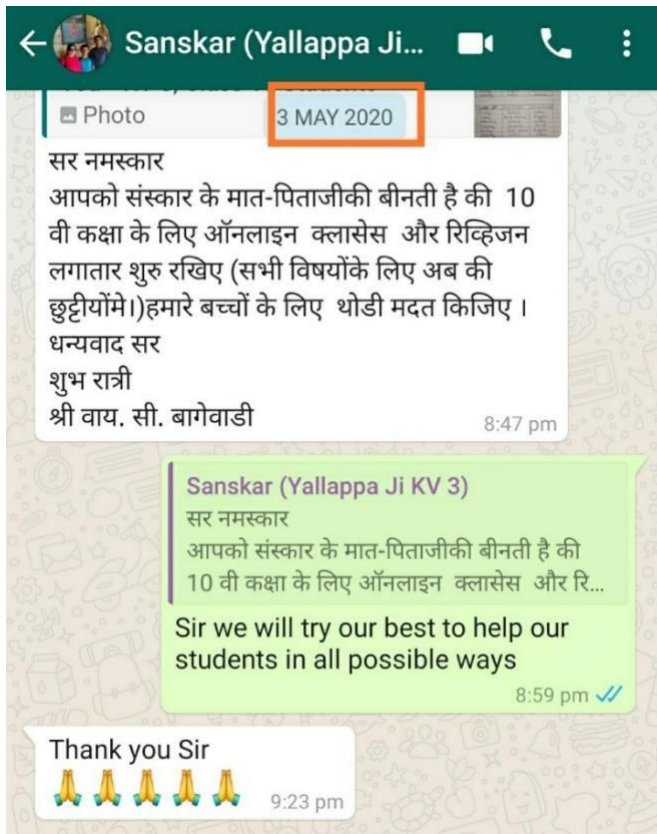 Sanskar (Yallappa Ji...
Photo
3 MAY 2020
सर नमस्कार
आपको संस्कार के मात-पिताजीकी बीनती है की 10
वी कक्षा के लिए ऑनलाइन क्लासेस और रिव्हिजन
लगातार शुरु रखिए (सभी विषयोंके लिए अब की
छुट्टीयोंमे।)हमारे बच्चों के लिए थोडी मदत किजिए ।
धन्यवाद सर
शुभ रात्री
श्री वाय. सी. बागेवाडी
8:47 pm
Sanskar (Yallappa Ji KV 3)
सर नमस्कार
आपको संस्कार के मात-पिताजीकी बीनती है की
10 वी कक्षा के लिए ऑनलाइन क्लासेस और रि...
Sir we will try our best to help our
students in all possible ways
8:59 pm
Thank you Sir
🙏🙏🙏🙏🙏 9:23 pm